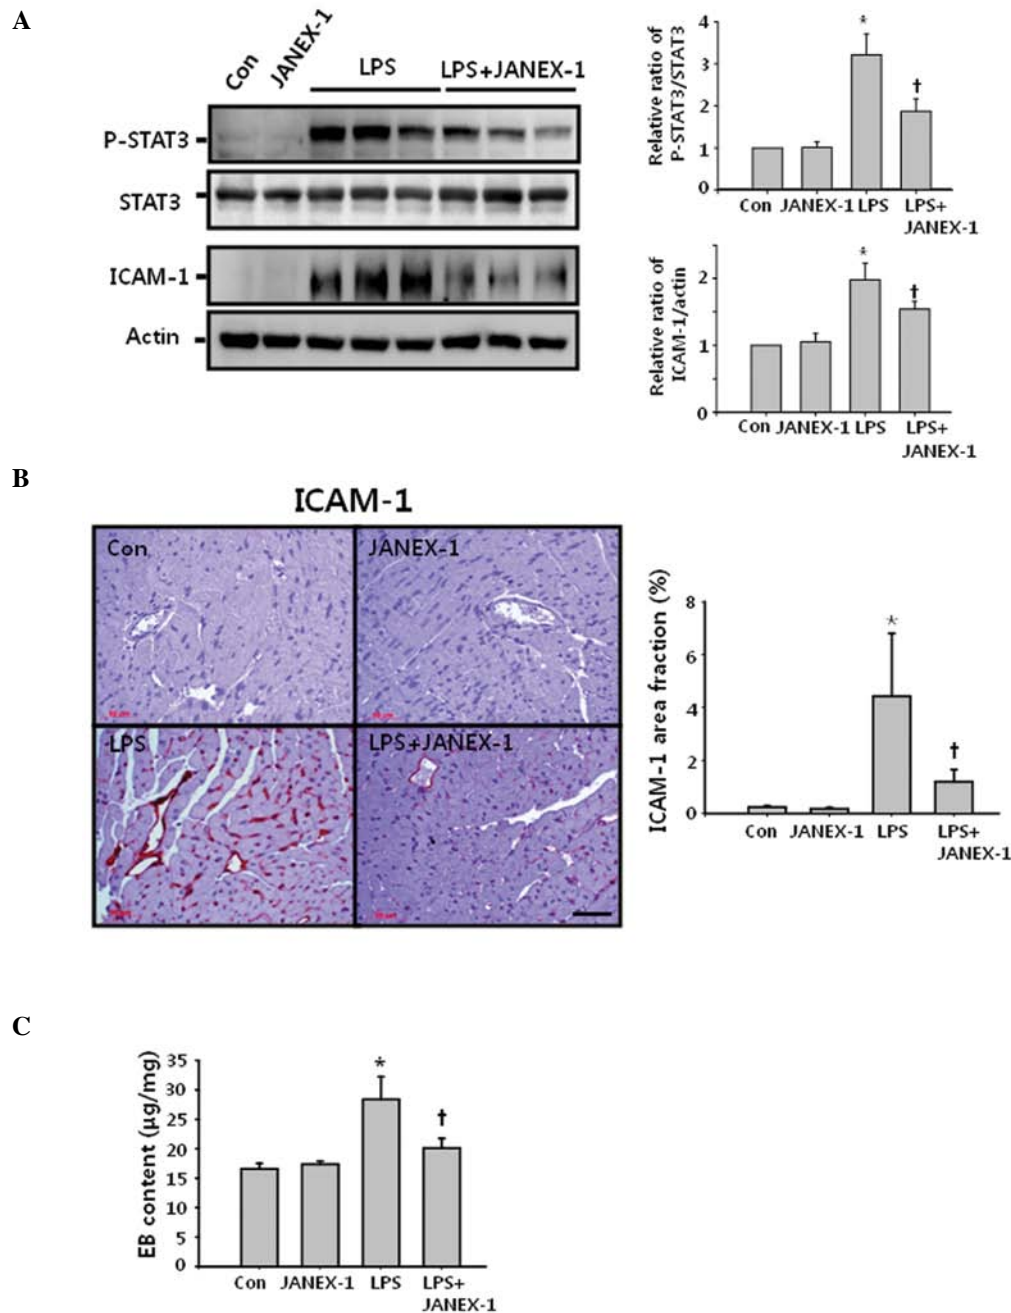 A
Con
JANEX-1
LPS
LPS+JANEX-1
P-STAT3
STAT3
ICAM-1
Actin
Relative ratio of
P-STAT3/STAT3
4
3
2
1
0
*
†
Con JANEX-1 LPS LPS+
JANEX-1
Relative ratio of
ICAM-1/actin
2
1
0
*
†
Con JANEX-1 LPS LPS+
JANEX-1
B
ICAM-1
Con
JANEX-1
LPS
LPS+JANEX-1
ICAM-1 area fraction (%)
8
6
4
2
0
*
†
Con JANEX-1 LPS LPS+
JANEX-1
C
EB content (μg/mg)
35
30
25
20
15
10
5
0
*
†
Con JANEX-1 LPS LPS+
JANEX-1